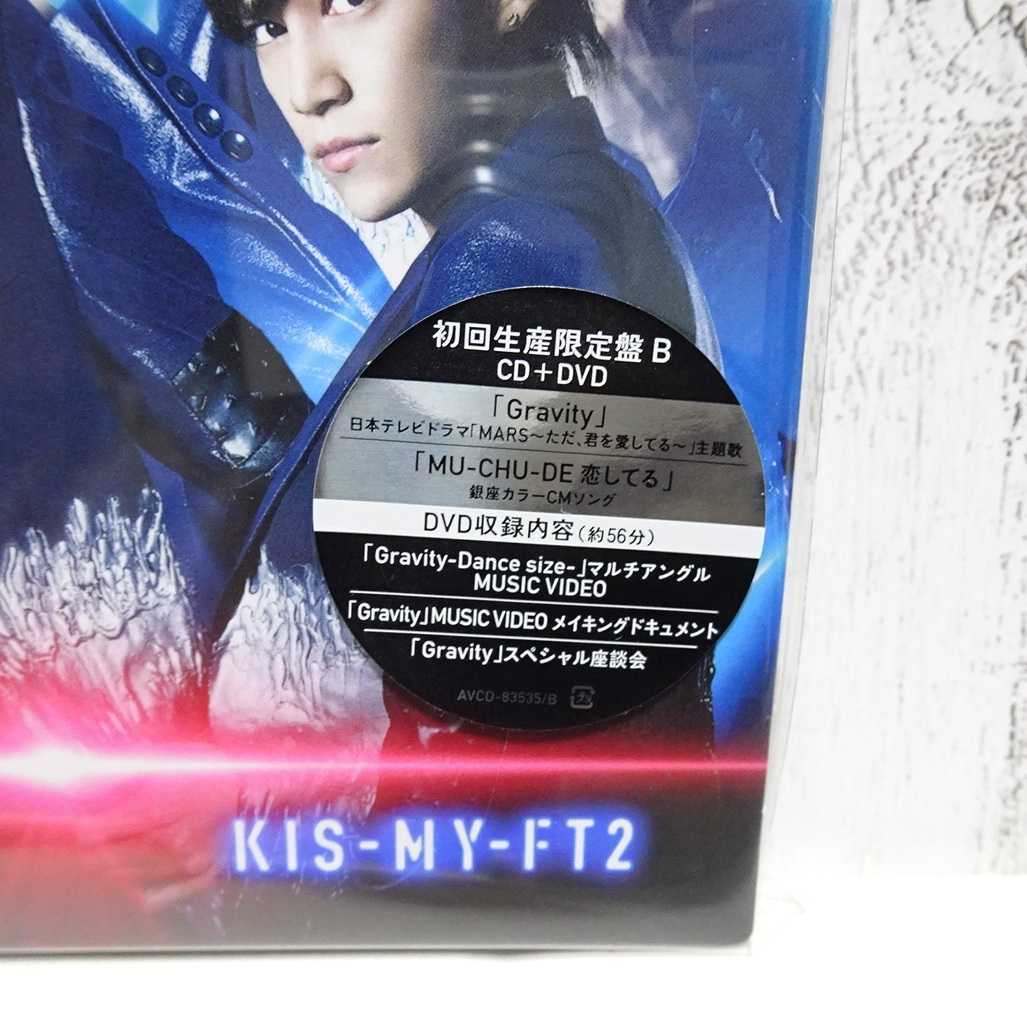 初回生産限定盤 B
CD＋DVD
「Gravity」
日本テレビドラマ「MARS～ただ、君を愛してる～」主題歌
「MU-CHU-DE 恋してる」
銀座カラーCMソング
DVD収録内容（約56分）
「Gravity-Dance size-」マルチアングル
MUSIC VIDEO
「Gravity」MUSIC VIDEO メイキングドキュメント
「Gravity」スペシャル座談会
AVCD-83535/B
KIS-MY-FT2